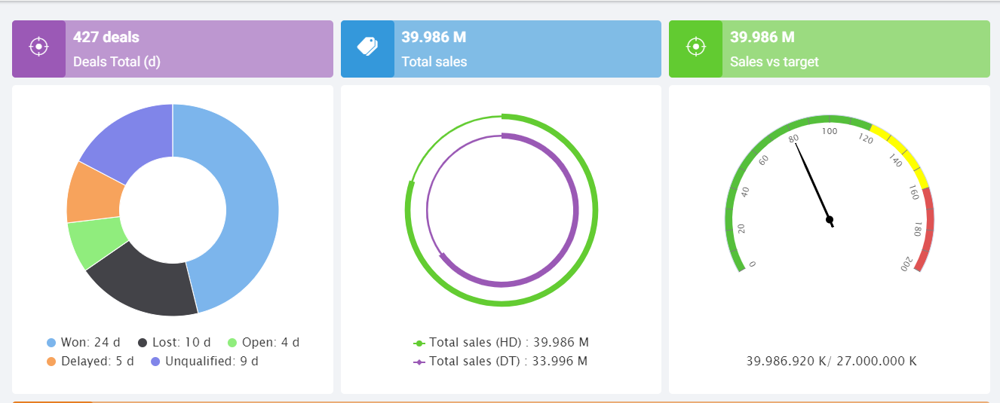 427 deals
Deals Total (d)
39.986 M
Total sales
39.986 M
Sales vs target
Won: 24 d Lost: 10 d Open: 4 d
Delayed: 5 d Unqualified: 9 d
Total sales (HD) : 39.986 M
Total sales (DT) : 33.996 M
0 20 40 60 80 100 120 140 160 180 200
39.986.920 K/ 27.000.000 K